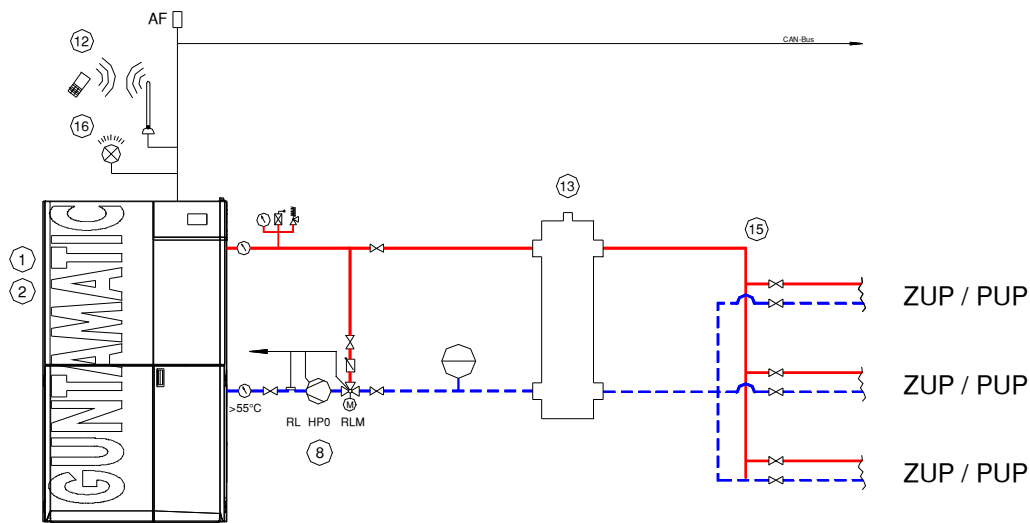 AF
12
CAN-Bus
16
13
GUNTAMATIC
1
15
2
ZUP / PUP
M
>55°C
RL HP0 RLM
ZUP / PUP
8
ZUP / PUP